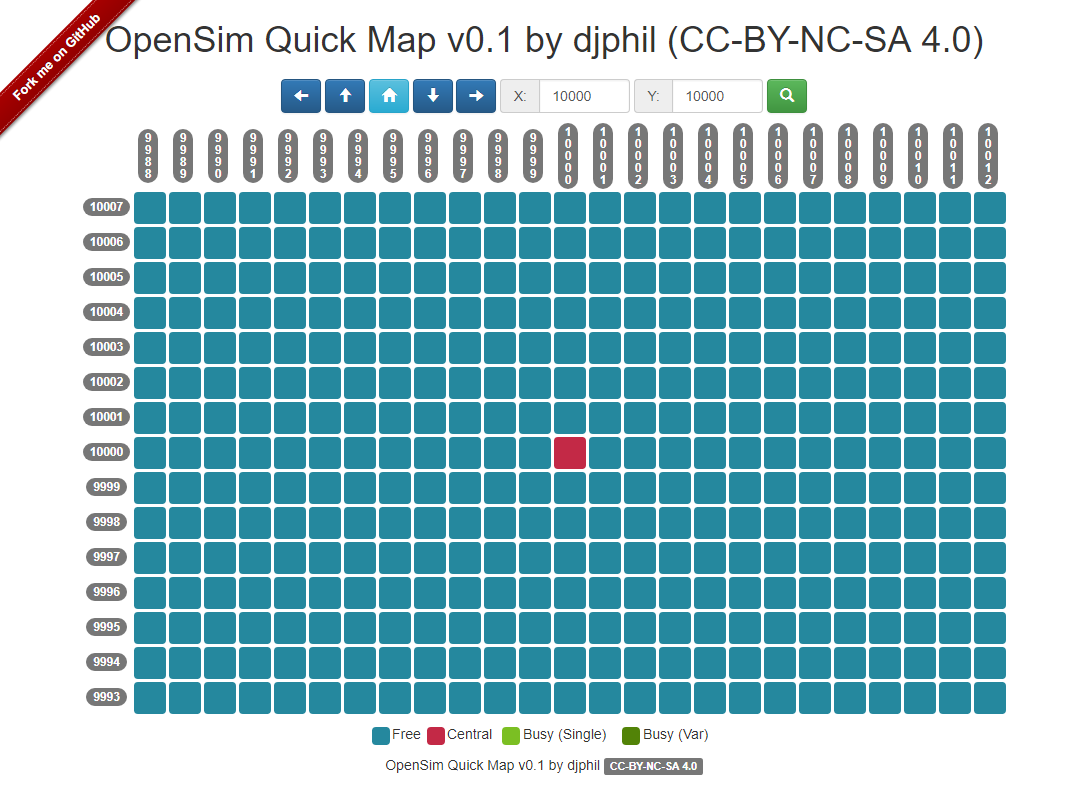 Fork me on GitHub
OpenSim Quick Map v0.1 by djphil (CC-BY-NC-SA 4.0)
X: 10000 Y: 10000
9988 9989 9990 9991 9992 9993 9994 9995 9996 9997 9998 9999 10000 10001 10002 10003 10004 10005 10006 10007 10008 10009 10010 10011 10012
10007
10006
10005
10004
10003
10002
10001
10000
9999
9998
9997
9996
9995
9994
9993
Free Central Busy (Single) Busy (Var)
OpenSim Quick Map v0.1 by djphil CC-BY-NC-SA 4.0